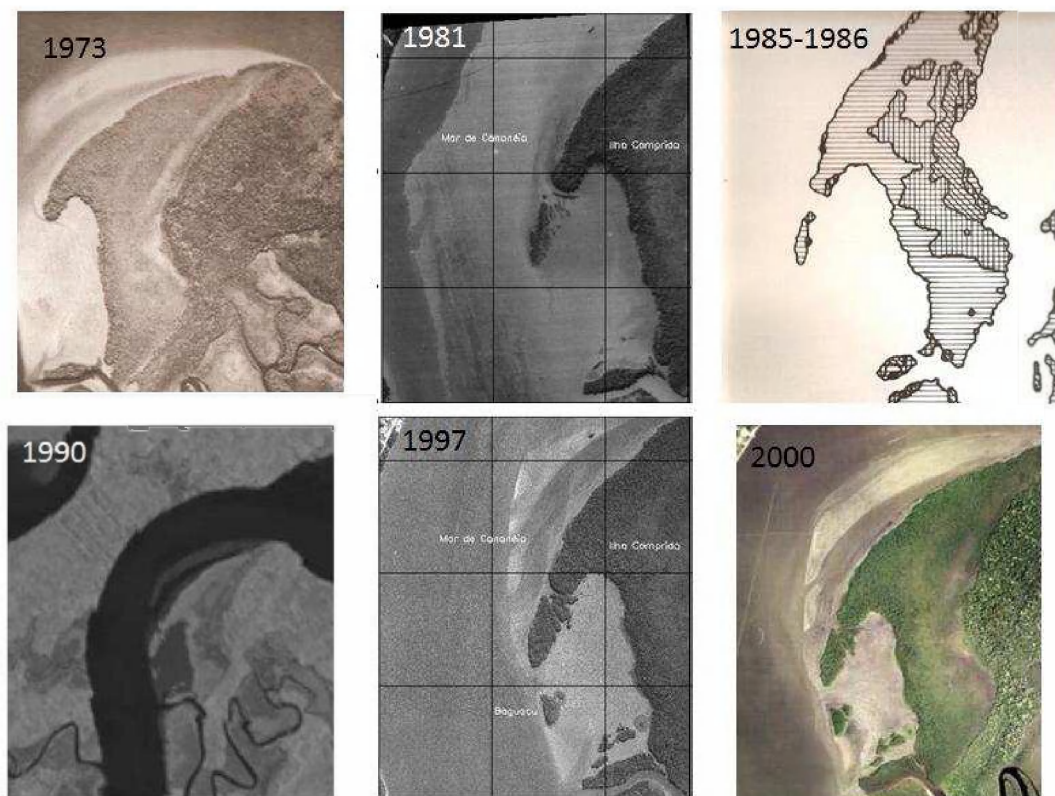 1973
1981
Mar de Cananéia
Ilha Comprida
1985-1986
1990
1997
Mar de Cananéia
Ilha Comprida
Baguaçu
2000